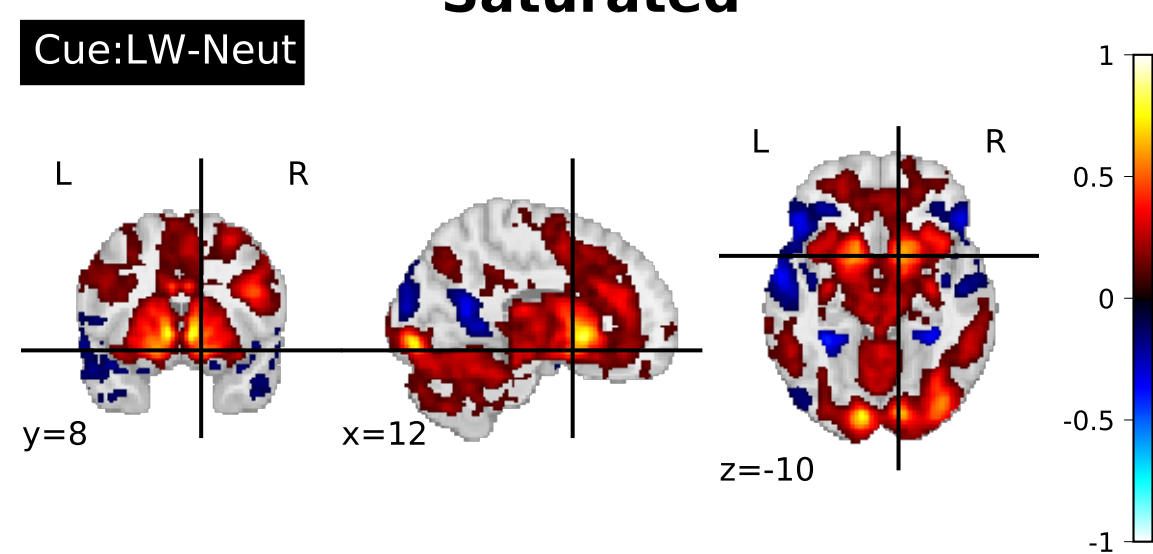 Saturated
Cue:LW-Neut
L
R
L
R
y=8
x=12
z=-10
1
0.5
0
-0.5
-1